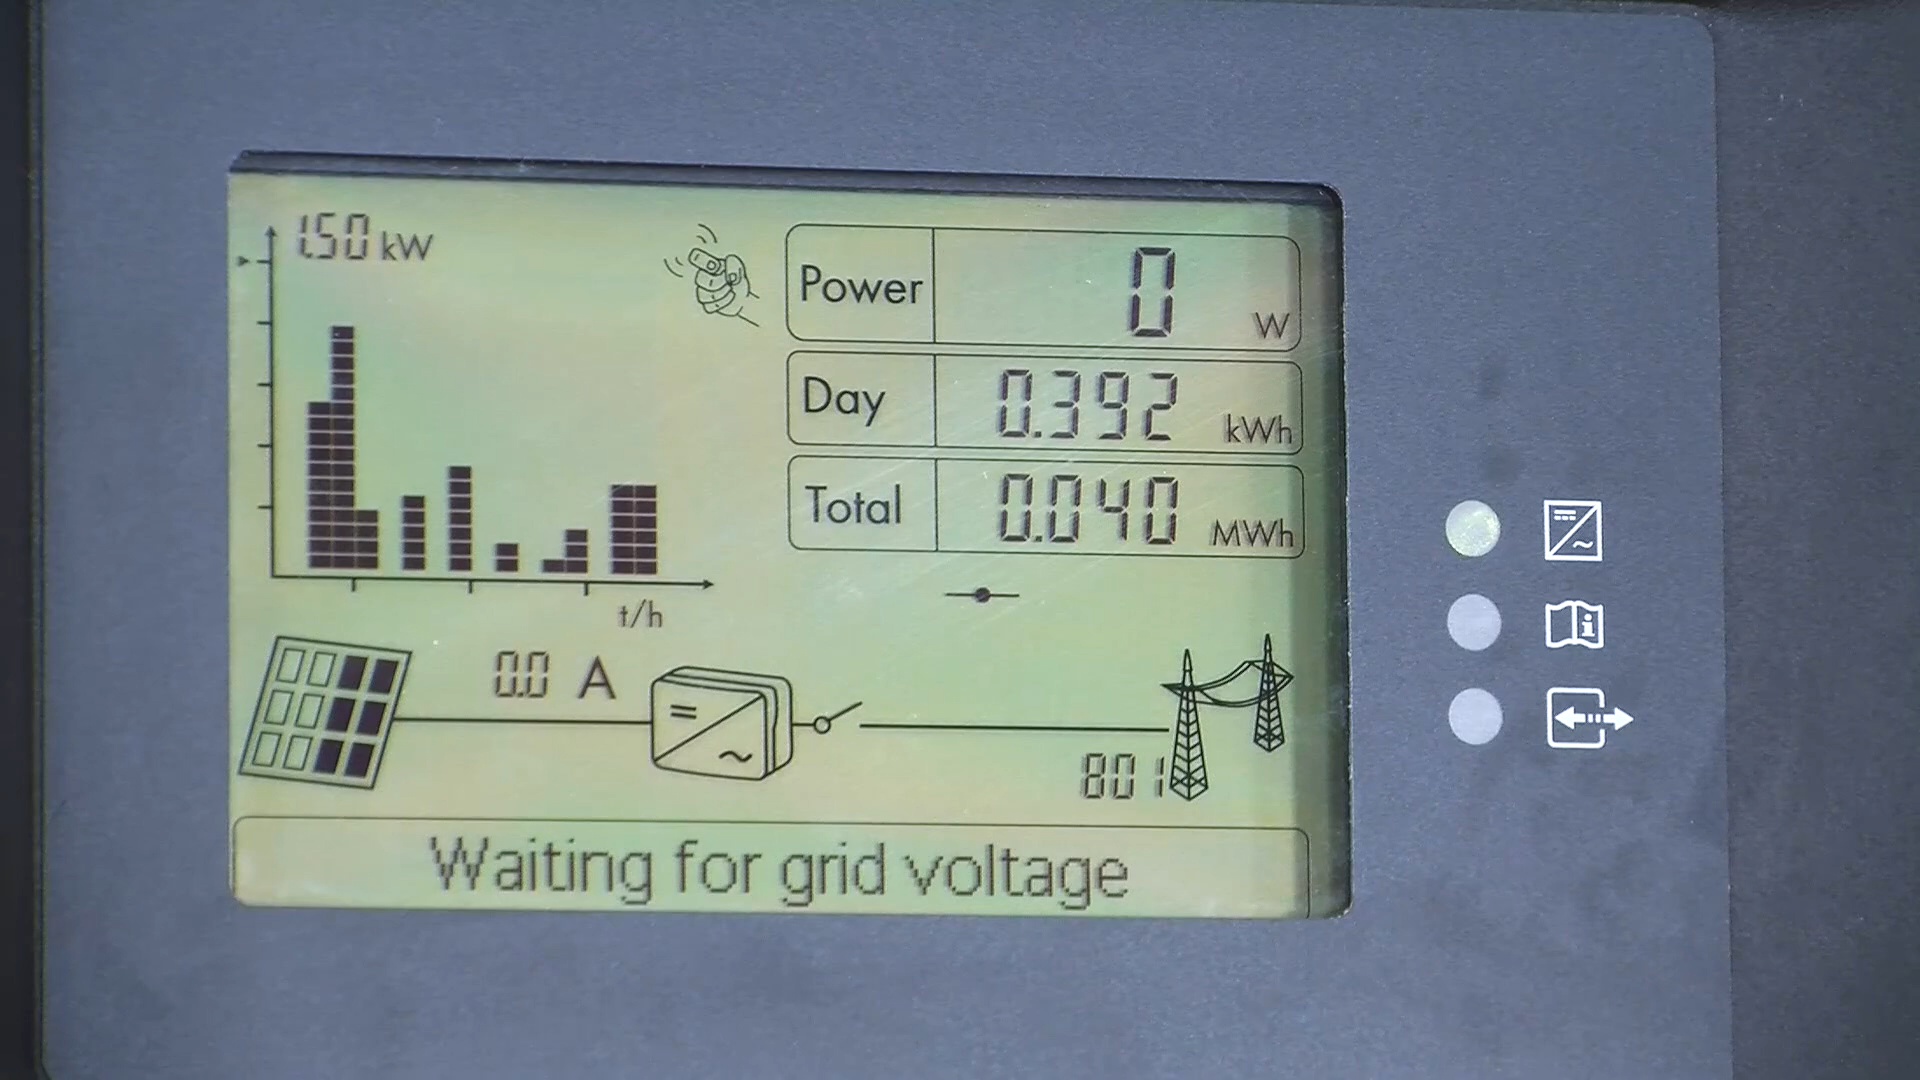 1.50 kW
Power 0 W
Day 0.392 kWh
Total 0.040 MWh
t/h
0.0 A
801
Waiting for grid voltage